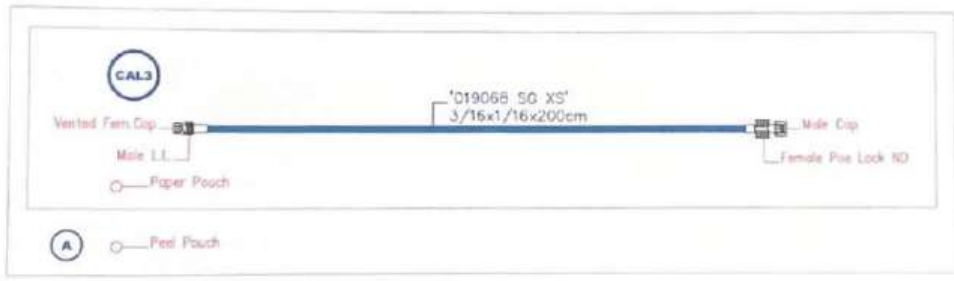 CAL3
'019068 SG XS'
3/16x1/16x200cm
Vented Fem.Cap
Male Cap
Male L.L.
Female Pos Lock ND
Paper Pouch
A
Peel Pouch